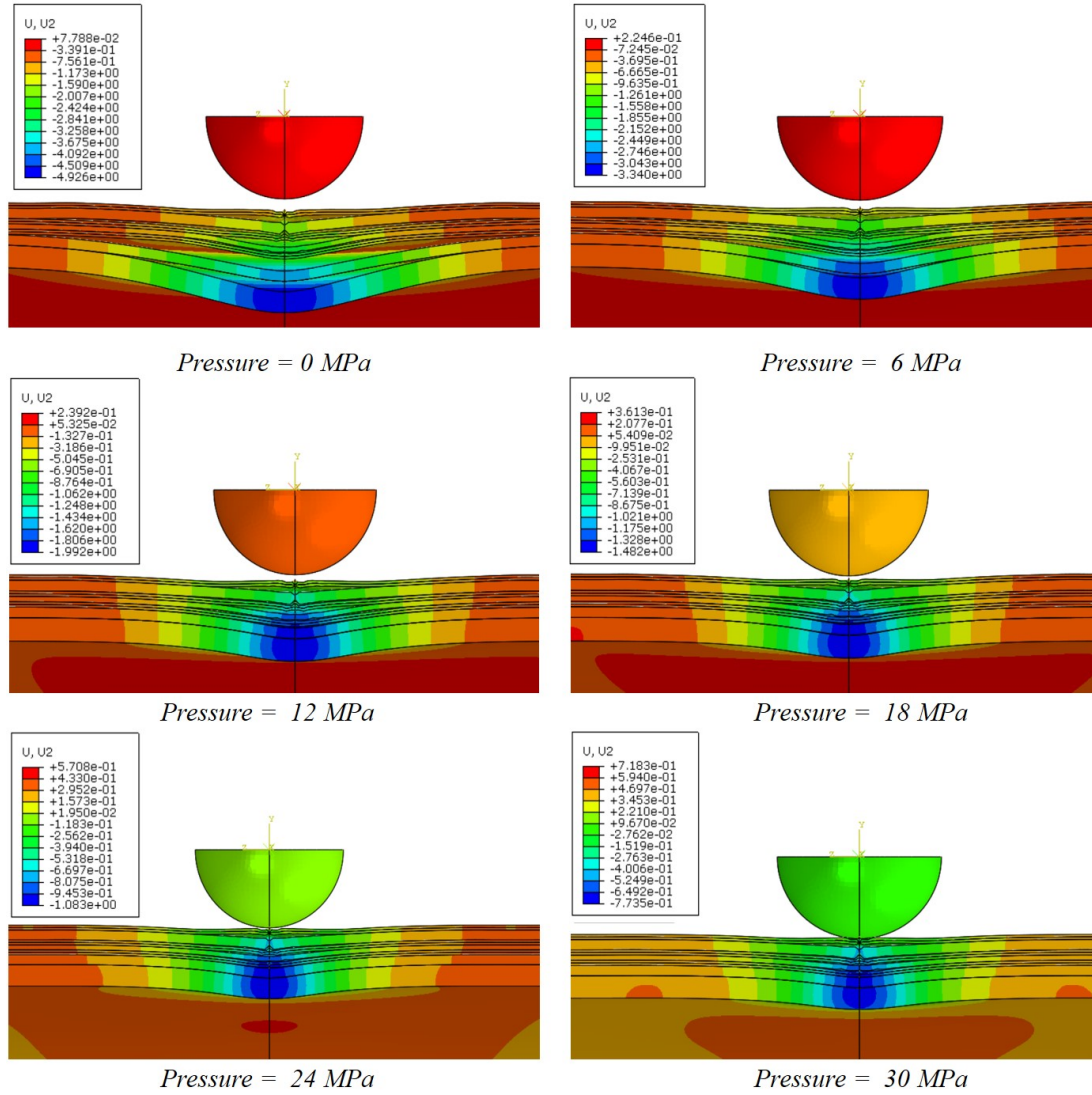 U, U2
+7.788e-02
-3.391e-01
-7.561e-01
-1.173e+00
-1.590e+00
-2.007e+00
-2.424e+00
-2.841e+00
-3.258e+00
-3.675e+00
-4.092e+00
-4.509e+00
-4.926e+00
Y
Z
Pressure = 0 MPa
U, U2
+2.246e-01
-7.245e-02
-3.695e-01
-6.665e-01
-9.635e-01
-1.261e+00
-1.558e+00
-1.855e+00
-2.152e+00
-2.449e+00
-2.746e+00
-3.043e+00
-3.340e+00
Y
Z
Pressure = 6 MPa
U, U2
+2.392e-01
+5.325e-02
-1.327e-01
-3.186e-01
-5.045e-01
-6.905e-01
-8.764e-01
-1.062e+00
-1.248e+00
-1.434e+00
-1.620e+00
-1.806e+00
-1.992e+00
Y
Z
Pressure = 12 MPa
U, U2
+3.613e-01
+2.077e-01
+5.409e-02
-9.951e-02
-2.531e-01
-4.067e-01
-5.603e-01
-7.139e-01
-8.675e-01
-1.021e+00
-1.175e+00
-1.328e+00
-1.482e+00
Y
Z
Pressure = 18 MPa
U, U2
+5.708e-01
+4.330e-01
+2.952e-01
+1.573e-01
+1.950e-02
-1.183e-01
-2.562e-01
-3.940e-01
-5.318e-01
-6.697e-01
-8.075e-01
-9.453e-01
-1.083e+00
Y
Z
Pressure = 24 MPa
U, U2
+7.183e-01
+5.940e-01
+4.697e-01
+3.453e-01
+2.210e-01
+9.670e-02
-2.762e-02
-1.519e-01
-2.763e-01
-4.006e-01
-5.249e-01
-6.492e-01
-7.735e-01
Y
Z
Pressure = 30 MPa